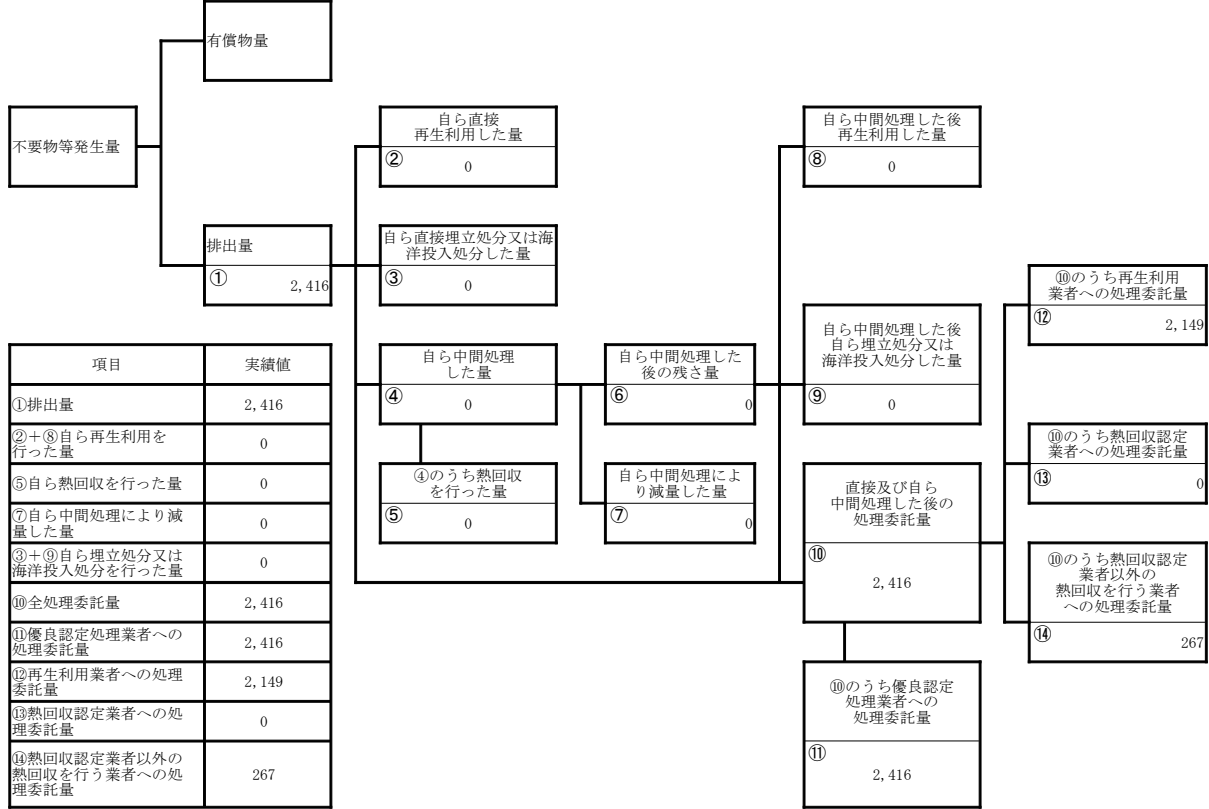 有償物量
不要物等発生量
自ら直接
再生利用した量
②
0
自ら中間処理した後
再生利用した量
⑧
0
排出量
①
2,416
自ら直接埋立処分又は海
洋投入処分した量
③
0
⑩のうち再生利用
業者への処理委託量
⑫
2,149
自ら中間処理
した量
④
0
自ら中間処理した
後の残さ量
⑥
0
自ら中間処理した後
自ら埋立処分又は
海洋投入処分した量
⑨
0
④のうち熱回収
を行った量
⑤
0
自ら中間処理によ
り減量した量
⑦
0
直接及び自ら
中間処理した後の
処理委託量
⑩
2,416
⑩のうち熱回収認定
業者への処理委託量
⑬
0
⑩のうち熱回収認定
業者以外の
熱回収を行う業者
への処理委託量
⑭
267
⑩のうち優良認定
処理業者への
処理委託量
⑪
2,416
項目 実績値
①排出量 2,416
②+⑧自ら再生利用を
行った量 0
⑤自ら熱回収を行った量 0
⑦自ら中間処理により減
量した量 0
③+⑨自ら埋立処分又は
海洋投入処分を行った量 0
⑩全処理委託量 2,416
⑪優良認定処理業者への
処理委託量 2,416
⑫再生利用業者への処理
委託量 2,149
⑬熱回収認定業者への処
理委託量 0
⑭熱回収認定業者以外の
熱回収を行う業者への処
理委託量 267